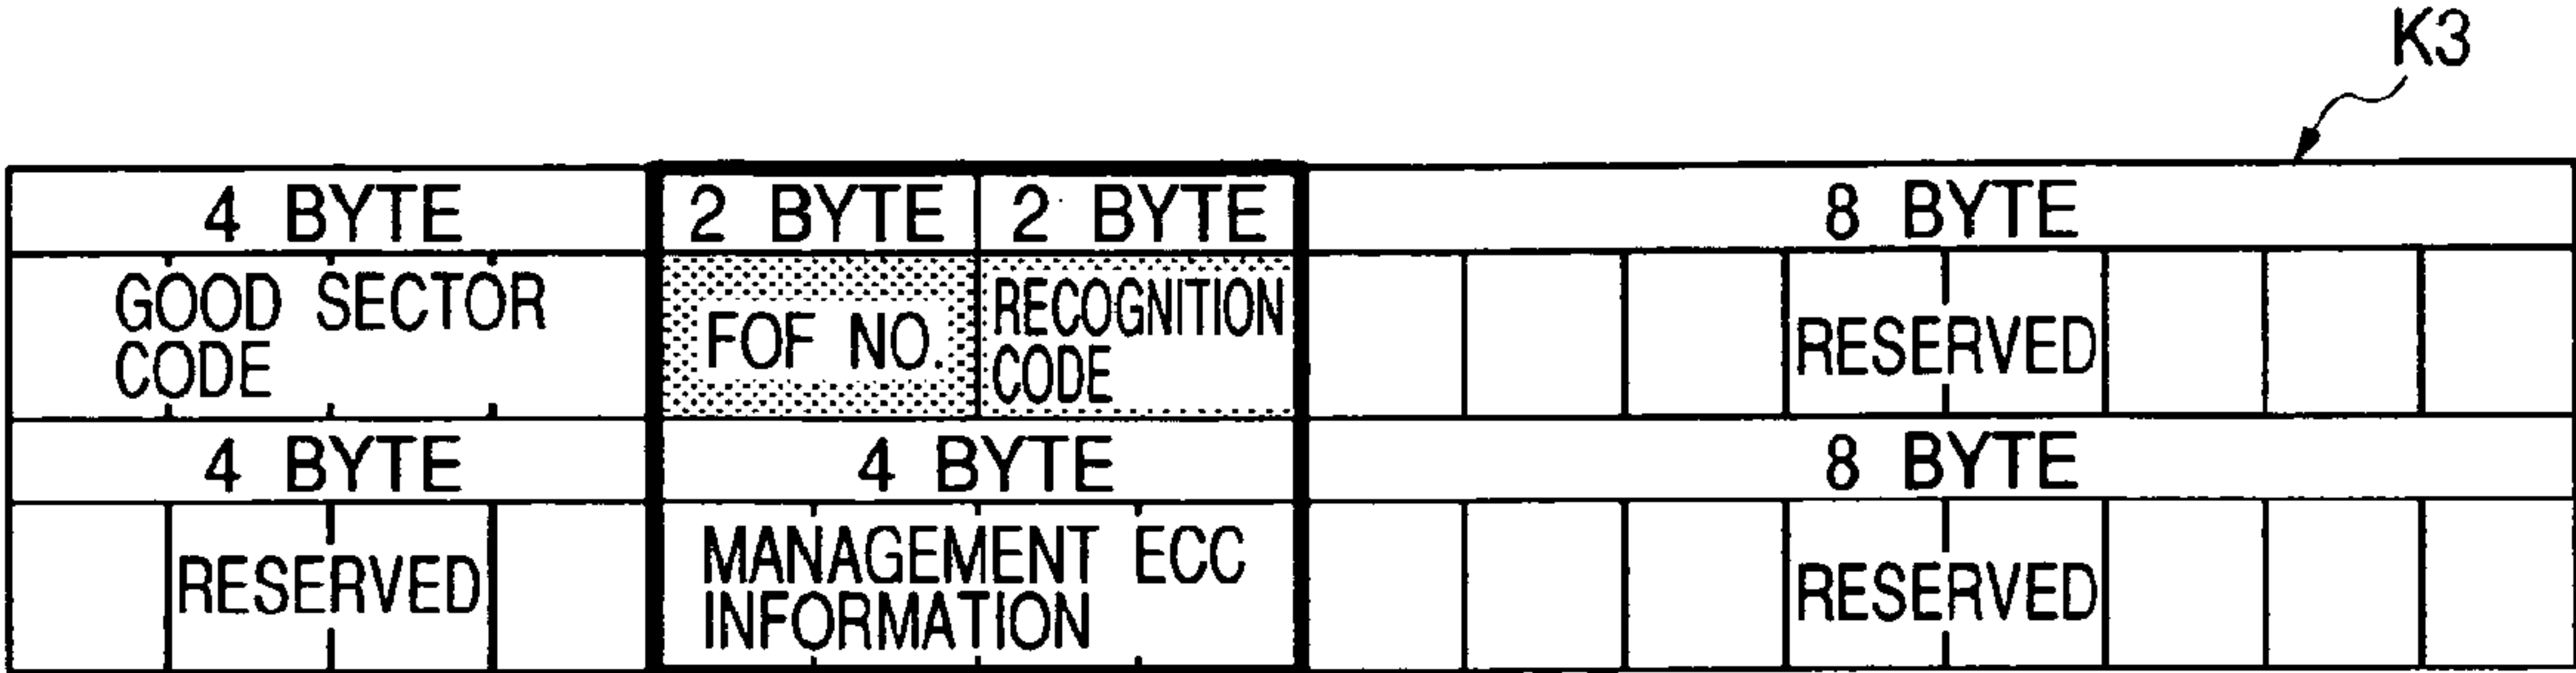 K3
4 BYTE 2 BYTE 2 BYTE 8 BYTE
GOOD SECTOR
CODE
FOF NO.
RECOGNITION
CODE
RESERVED
4 BYTE 4 BYTE 8 BYTE
RESERVED
MANAGEMENT ECC
INFORMATION
RESERVED